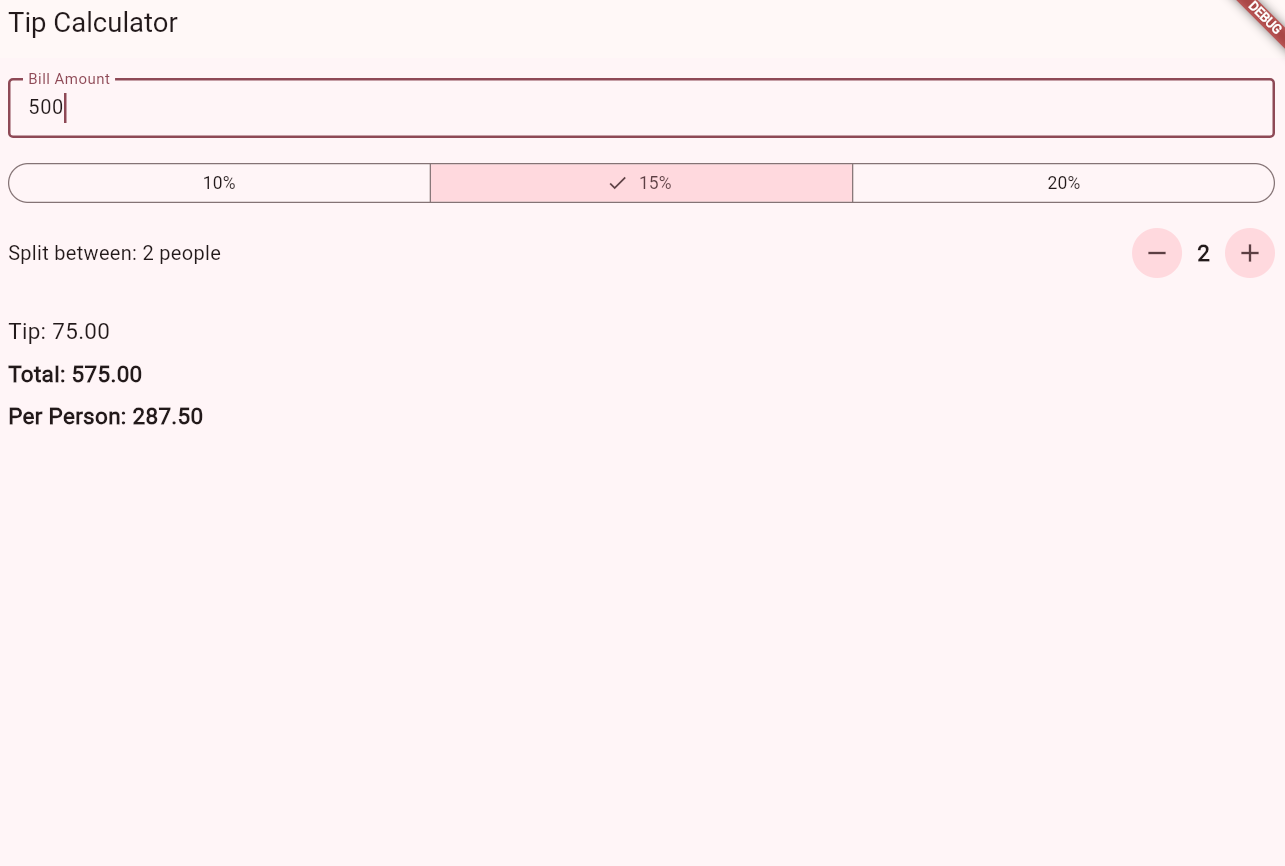 Tip Calculator
DEBUG
Bill Amount
500
10% 15% 20%
Split between: 2 people 2
Tip: 75.00
Total: 575.00
Per Person: 287.50